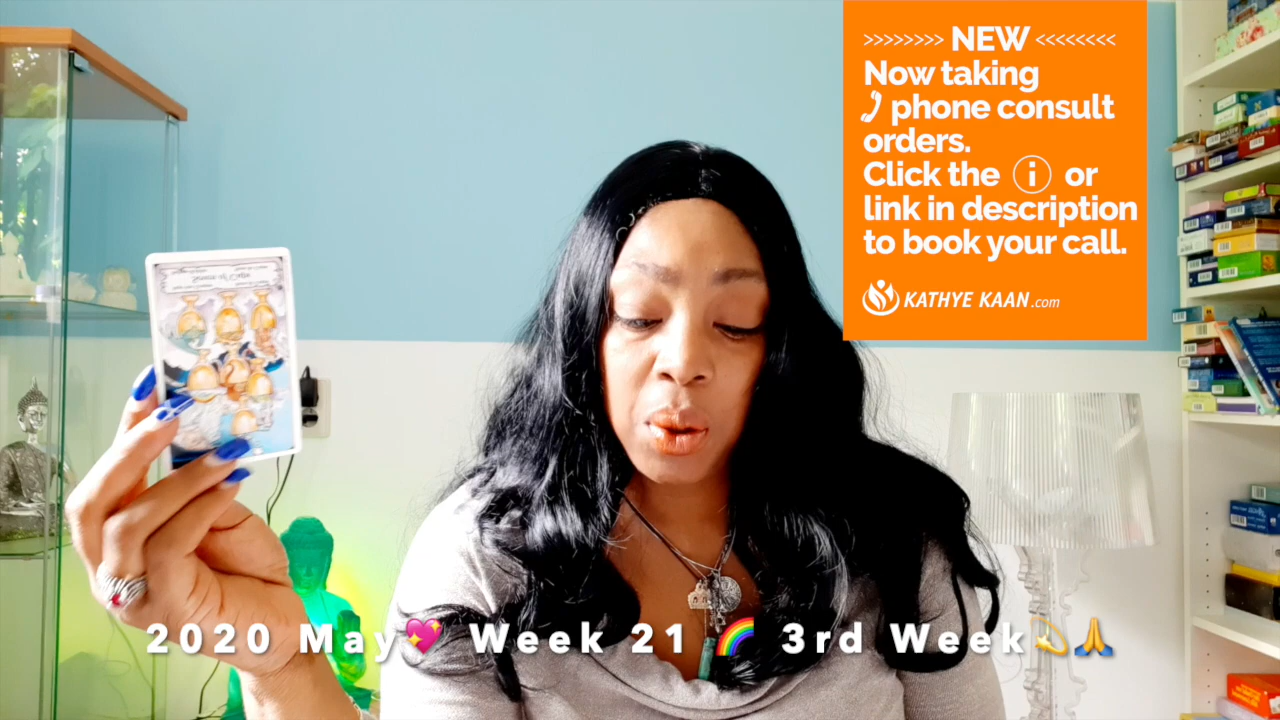 >>>>>>>> NEW <<<<<<<<
Now taking
phone consult
orders.
Click the ⓘ or
link in description
to book your call.
KATHYE KAAN.com
2020 May💖 Week 21 🌈 3rd Week💫🙏